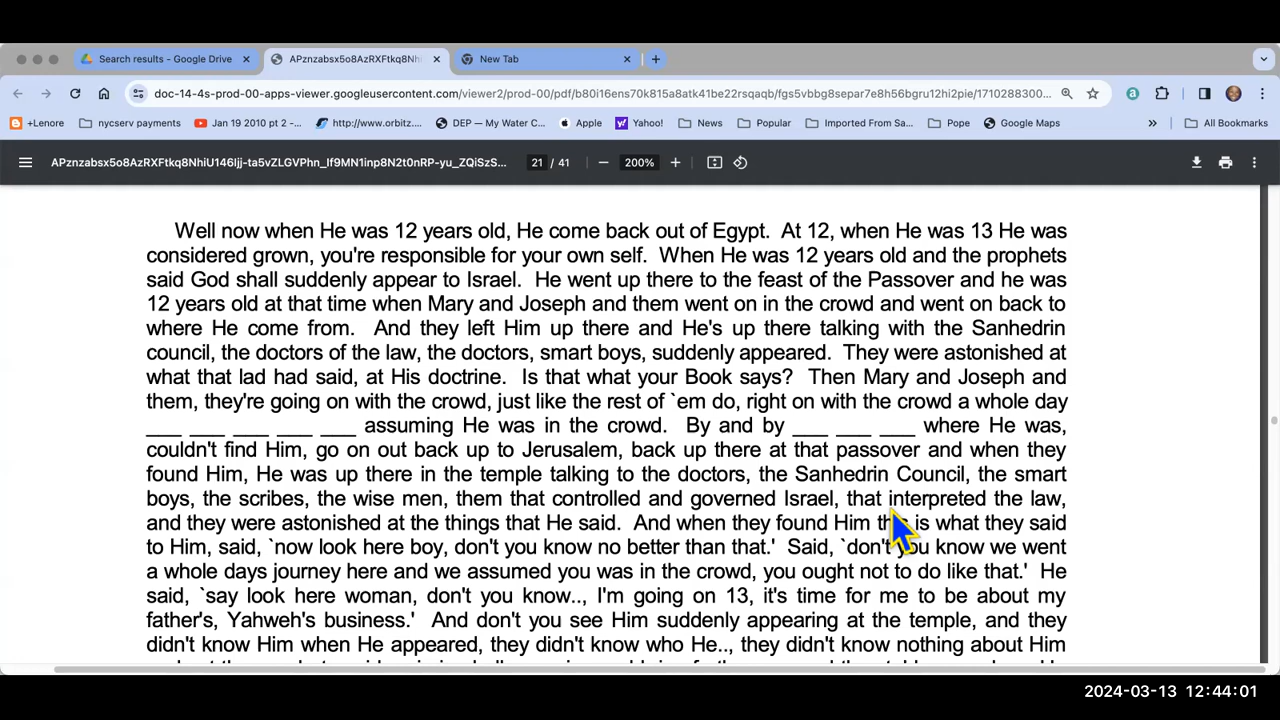 Search results - Google Drive
APznzabsx5o8AzRXFtkq8Nh
New Tab
doc-14-4s-prod-00-apps-viewer.googleusercontent.com/viewer2/prod-00/pdf/b80i16ens70k815a8atk41be22rsqaqb/fgs5vbbg8separ7e8h56bgru12hi2pie/1710288300...
+Lenore
nycserv payments
Jan 19 2010 pt 2 –...
http://www.orbitz....
DEP — My Water C...
Apple
Yahoo!
News
Popular
Imported From Sa...
Pope
Google Maps
»
All Bookmarks
21 / 41
200%
Well now when He was 12 years old, He come back out of Egypt. At 12, when He was 13 He was
considered grown, you're responsible for your own self. When He was 12 years old and the prophets
said God shall suddenly appear to Israel. He went up there to the feast of the Passover and he was
12 years old at that time when Mary and Joseph and them went on in the crowd and went on back to
where He come from. And they left Him up there and He's up there talking with the Sanhedrin
council, the doctors of the law, the doctors, smart boys, suddenly appeared. They were astonished at
what that lad had said, at His doctrine. Is that what your Book says? Then Mary and Joseph and
them, they're going on with the crowd, just like the rest of `em do, right on with the crowd a whole day
___ ___ ___ ___ ___ assuming He was in the crowd. By and by ___ ___ ___ where He was,
couldn't find Him, go on out back up to Jerusalem, back up there at that passover and when they
found Him, He was up there in the temple talking to the doctors, the Sanhedrin Council, the smart
boys, the scribes, the wise men, them that controlled and governed Israel, that interpreted the law,
and they were astonished at the things that He said. And when they found Him this is what they said
to Him, said, `now look here boy, don't you know no better than that.' Said, `don't you know we went
a whole days journey here and we assumed you was in the crowd, you ought not to do like that.' He
said, `say look here woman, don't you know.., I'm going on 13, it's time for me to be about my
father's, Yahweh's business.' And don't you see Him suddenly appearing at the temple, and they
didn't know Him when He appeared, they didn't know who He.., they didn't know nothing about Him
2024-03-13 12:44:01